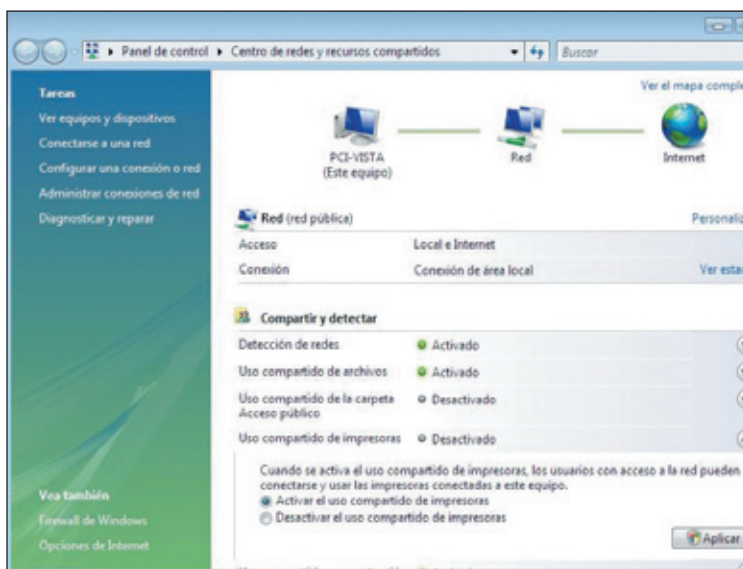 Panel de control ▸ Centro de redes y recursos compartidos
Buscar
Tareas
Ver equipos y dispositivos
Conectarse a una red
Configurar una conexión o red
Administrar conexiones de red
Diagnosticar y reparar
Vea también
Firewall de Windows
Opciones de Internet
Ver el mapa comple
PCI-VISTA
(Este equipo)
Red
Internet
Red (red pública)
Personaliz
Acceso
Local e Internet
Conexión
Conexión de área local
Ver esta
Compartir y detectar
Detección de redes
Activado
Uso compartido de archivos
Activado
Uso compartido de la carpeta
Acceso público
Desactivado
Uso compartido de impresoras
Desactivado
Cuando se activa el uso compartido de impresoras, los usuarios con acceso a la red pueden
conectarse y usar las impresoras conectadas a este equipo.
Activar el uso compartido de impresoras
Desactivar el uso compartido de impresoras
Aplicar